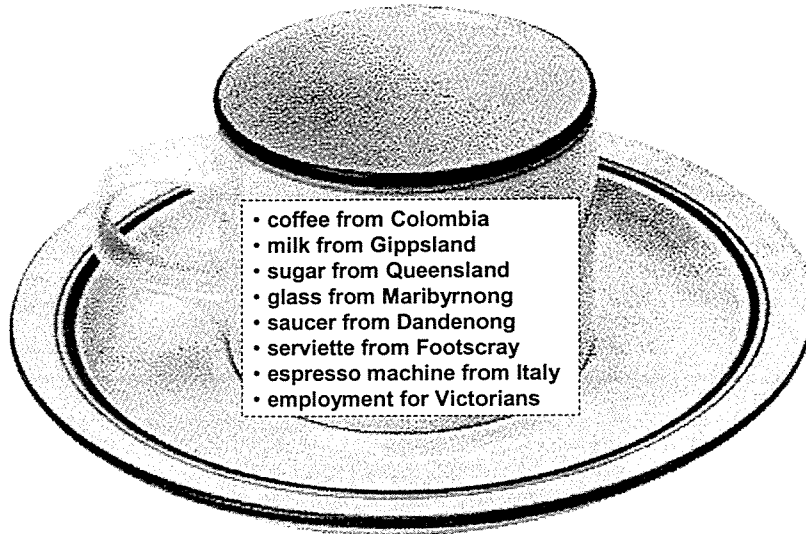 • coffee from Colombia
• milk from Gippsland
• sugar from Queensland
• glass from Maribyrnong
• saucer from Dandenong
• serviette from Footscray
• espresso machine from Italy
• employment for Victorians